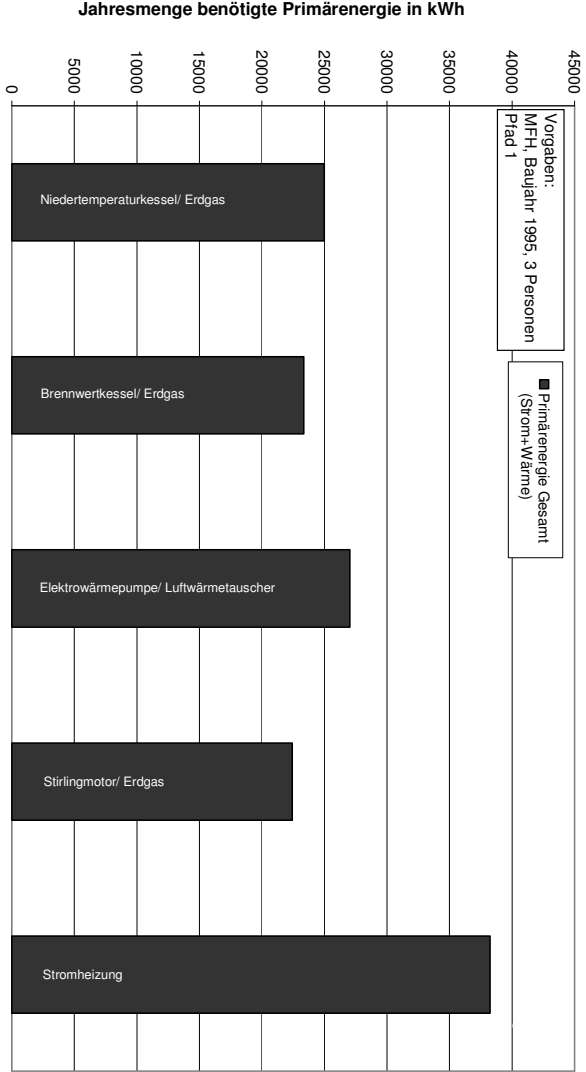 Jahresmenge benötigte Primärenergie in kWh
0
5000
10000
15000
20000
25000
30000
35000
40000
45000
Vorgaben:
MFH, Baujahr 1995, 3 Personen
Pfad 1
Primärenergie Gesamt
(Strom+Wärme)
Niedertemperaturkessel/ Erdgas
Brennwertkessel/ Erdgas
Elektrowärmepumpe/ Luftwärmetauscher
Stirlingmotor/ Erdgas
Stromheizung